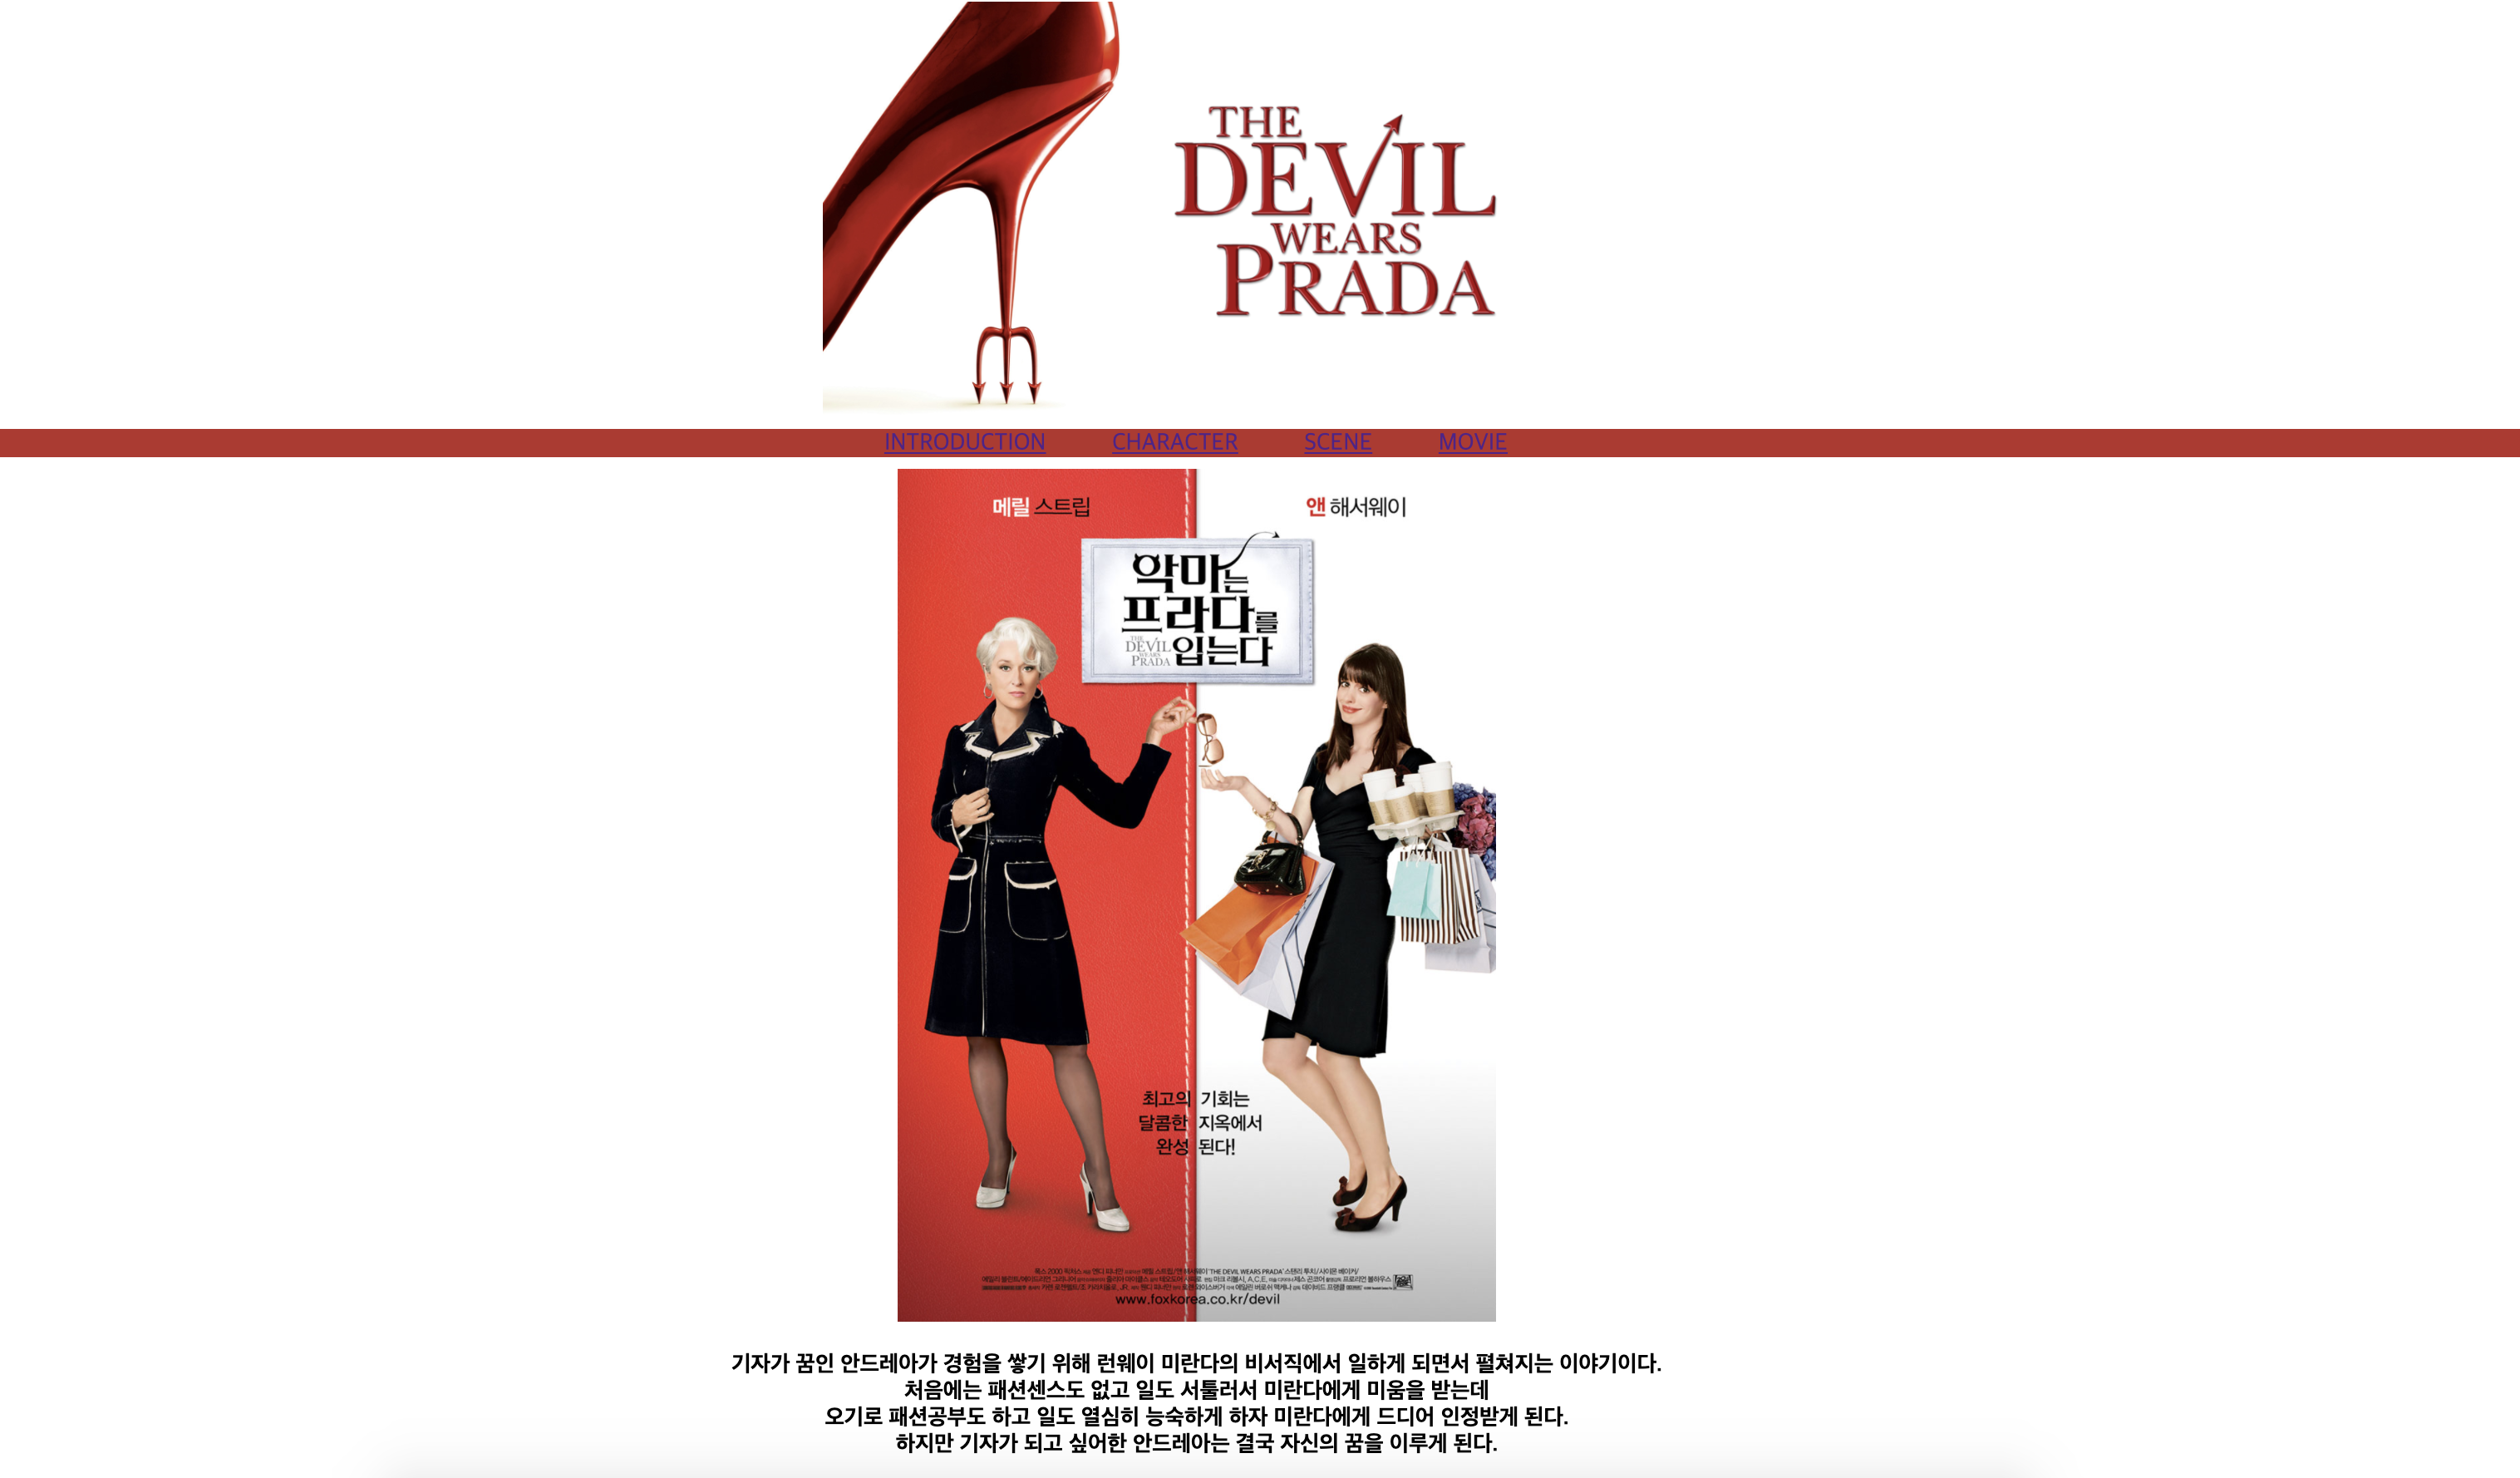 THE
DEVIL
WEARS
PRADA
INTRODUCTION CHARACTER SCENE MOVIE
메릴 스트립 앤 해서웨이
악마는
프라다를
입는다
THE
DEVIL
WEARS
PRADA
최고의 기회는
달콤한 지옥에서
완성 된다!
www.foxkorea.co.kr/devil
기자가 꿈인 안드레아가 경험을 쌓기 위해 런웨이 미란다의 비서직에서 일하게 되면서 펼쳐지는 이야기이다.
처음에는 패션센스도 없고 일도 서툴러서 미란다에게 미움을 받는데
오기로 패션공부도 하고 일도 열심히 능숙하게 하자 미란다에게 드디어 인정받게 된다.
하지만 기자가 되고 싶어한 안드레아는 결국 자신의 꿈을 이루게 된다.